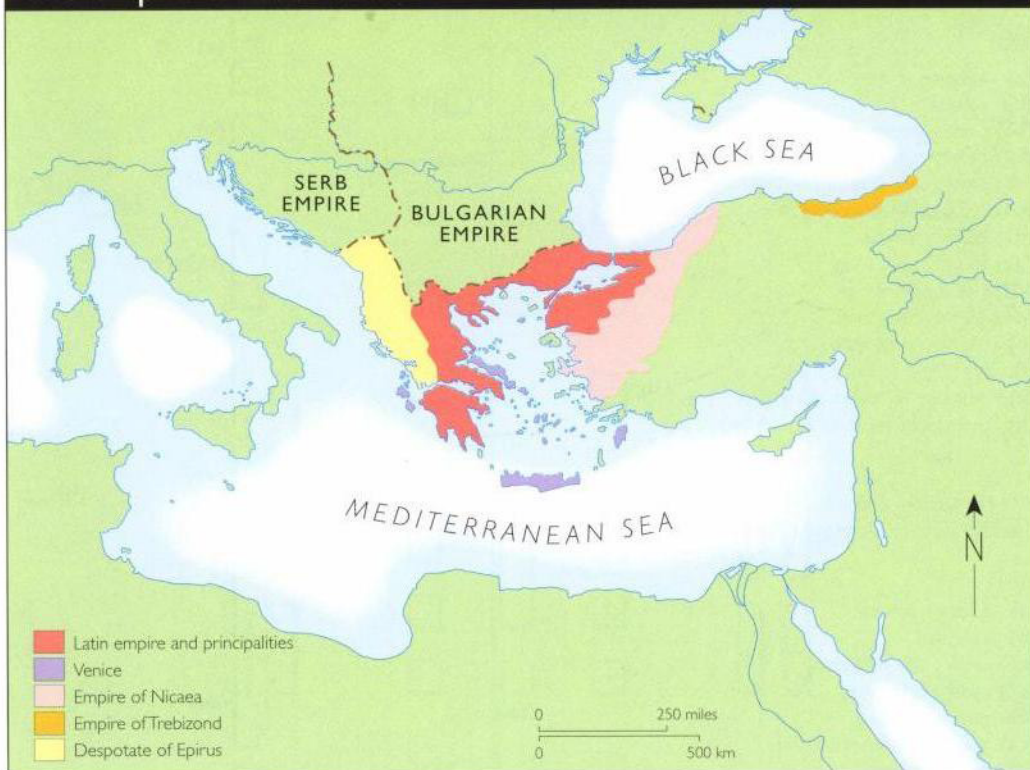 BLACK SEA
SERB
EMPIRE
BULGARIAN
EMPIRE
MEDITERRANEAN SEA
N
Latin empire and principalities
Venice
Empire of Nicaea
Empire of Trebizond
Despotate of Epirus
0 250 miles
0 500 km